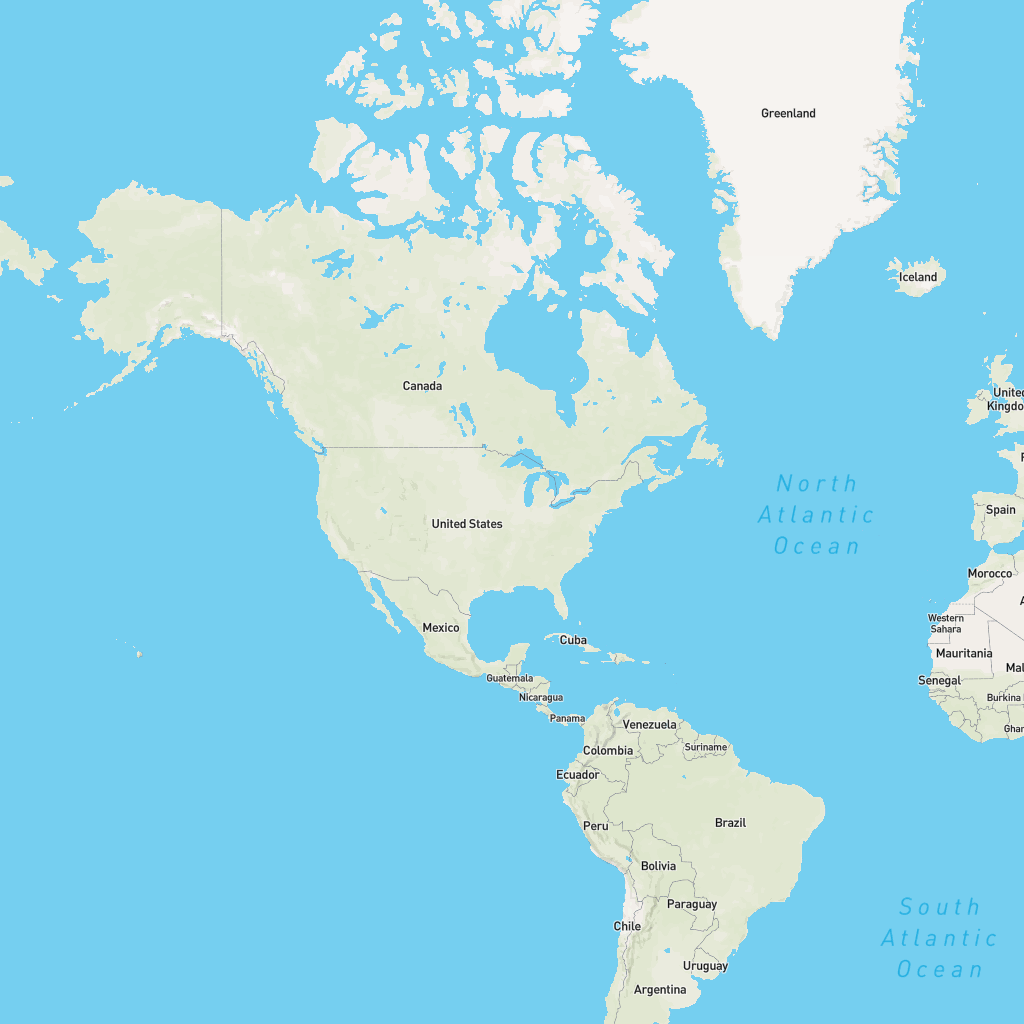 Greenland
Iceland
Canada
United
Kingdo
North
Atlantic
Ocean
Spain
United States
Morocco
Western
Sahara
Mexico
Cuba
Mauritania
Mal
Guatemala
Senegal
Nicaragua
Burkina
Panama
Venezuela
Ghar
Colombia
Suriname
Ecuador
Brazil
Peru
Bolivia
Paraguay
South
Atlantic
Ocean
Chile
Uruguay
Argentina